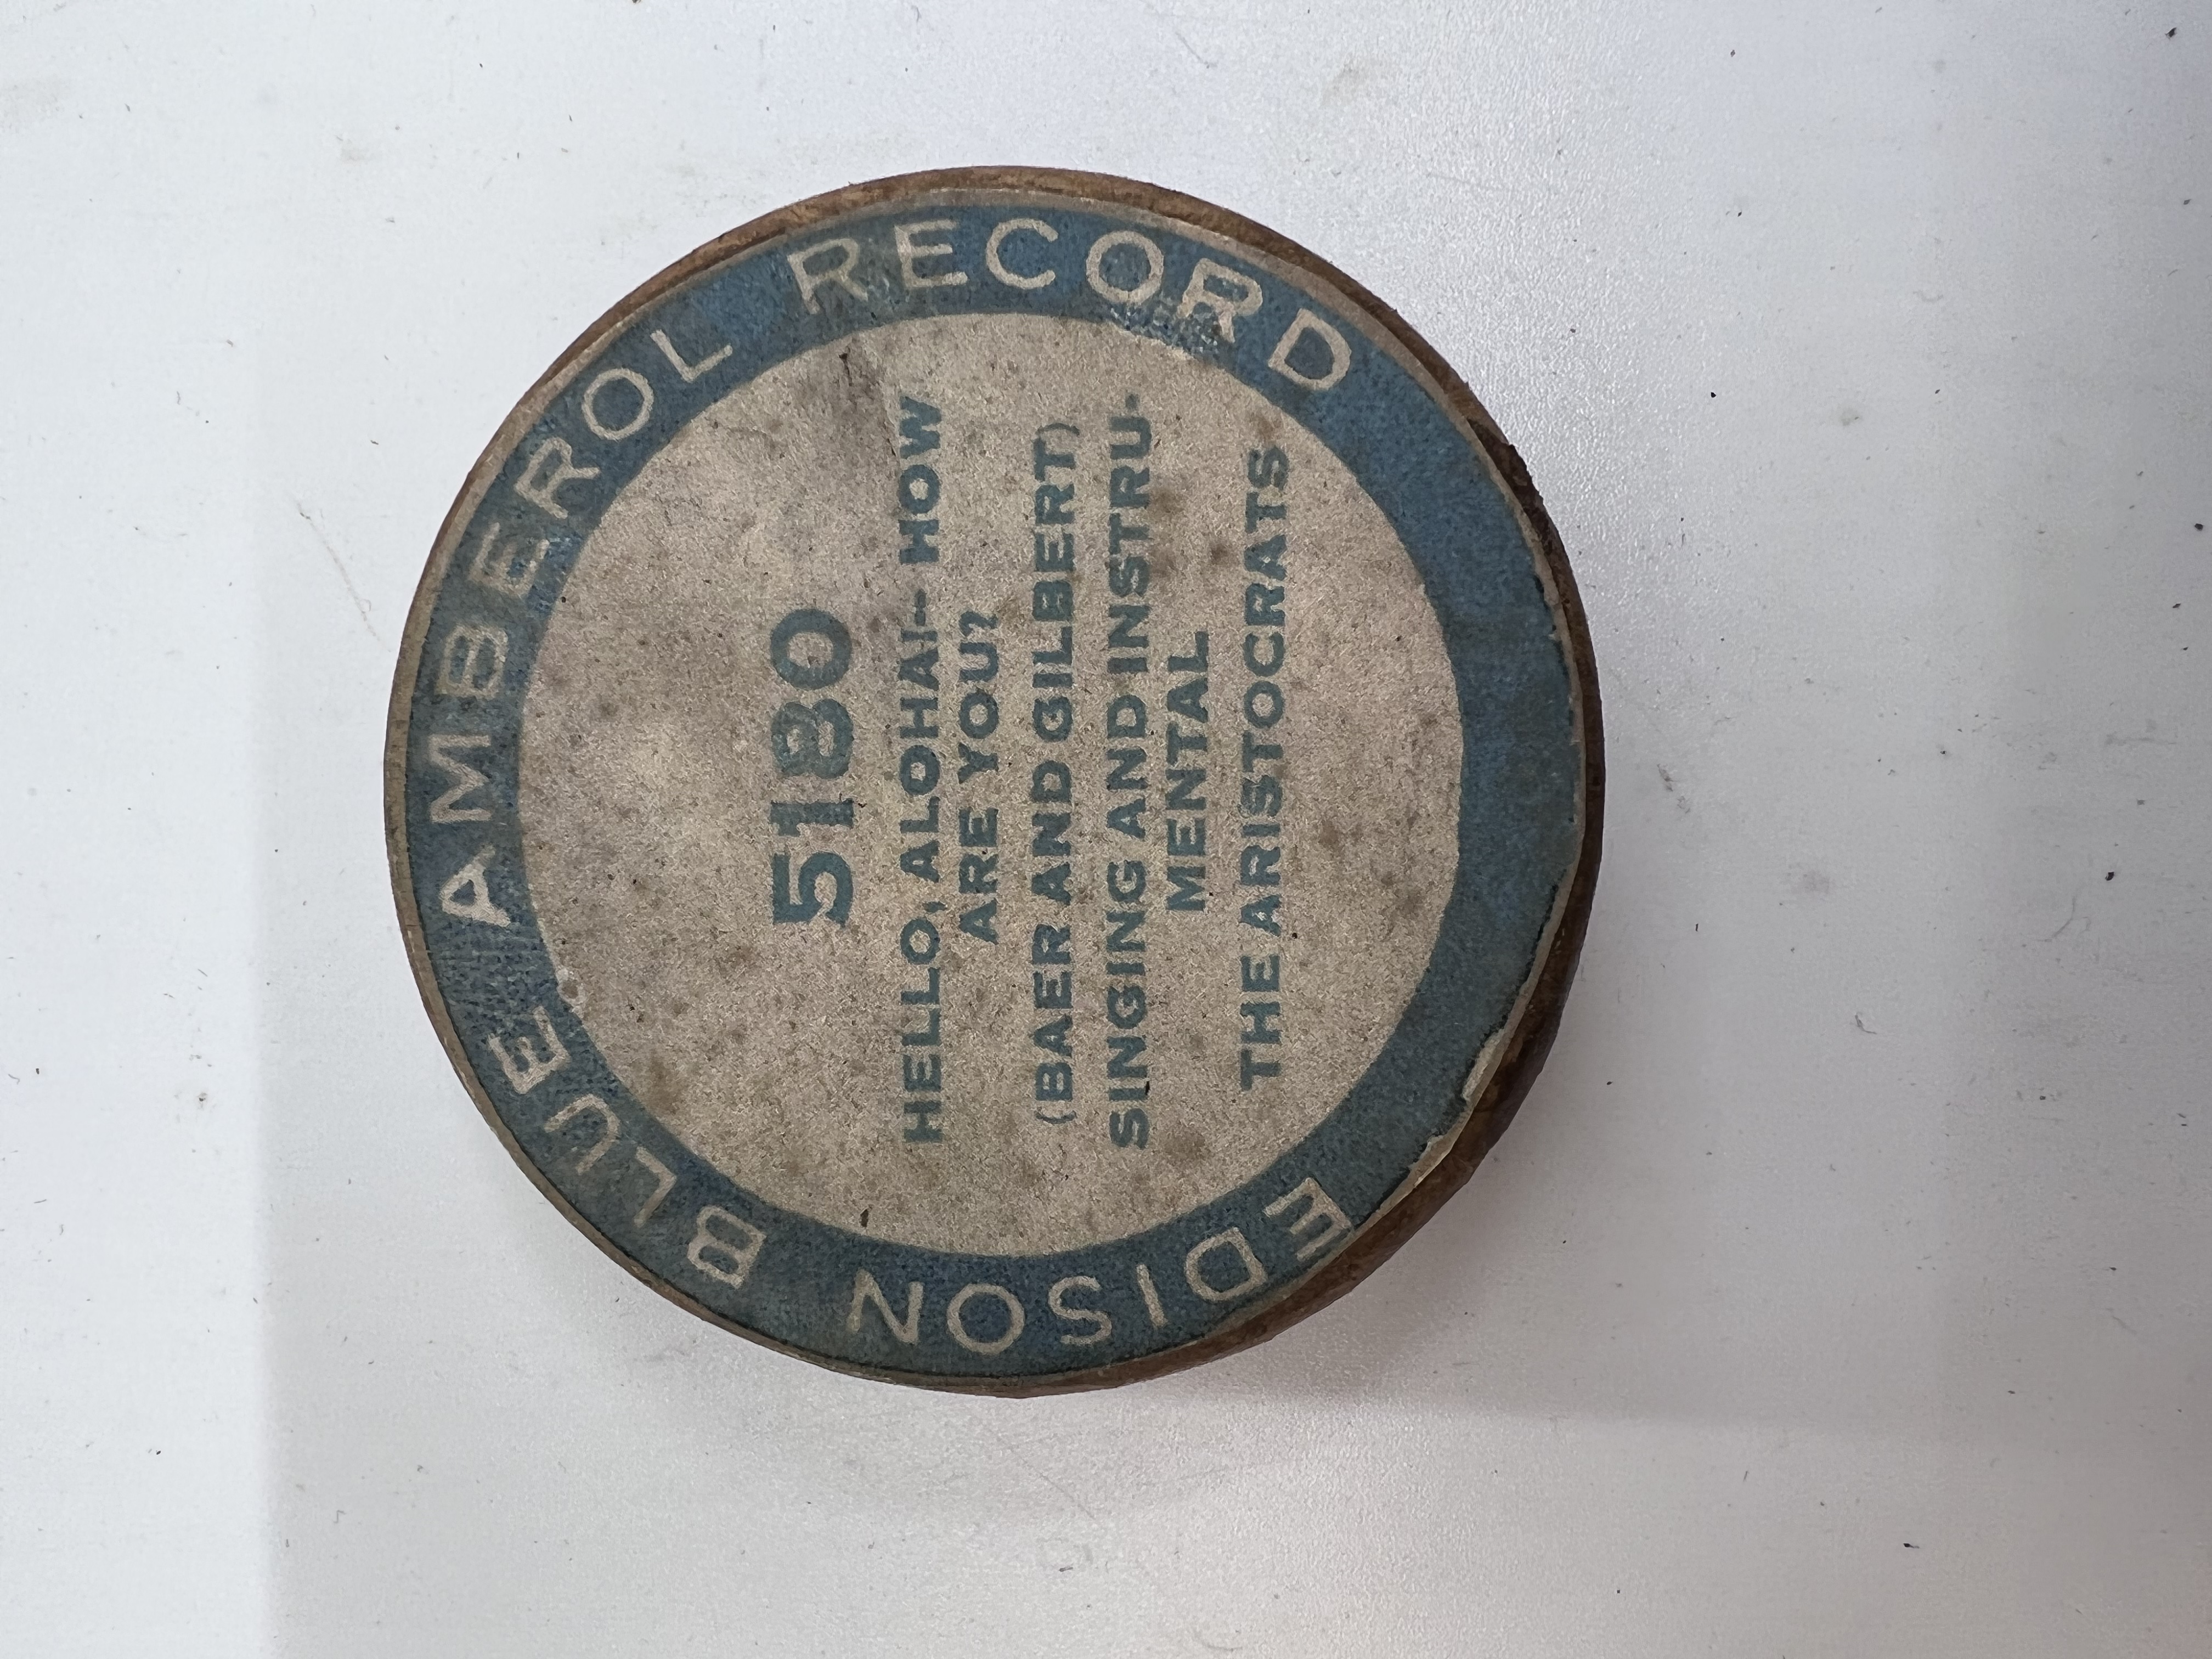 EDISON BLUE AMBEROL RECORD
5180
HELLO, ALOHA!-- HOW
ARE YOU?
(BAER AND GILBERT)
SINGING AND INSTRU-
MENTAL
THE ARISTOCRATS